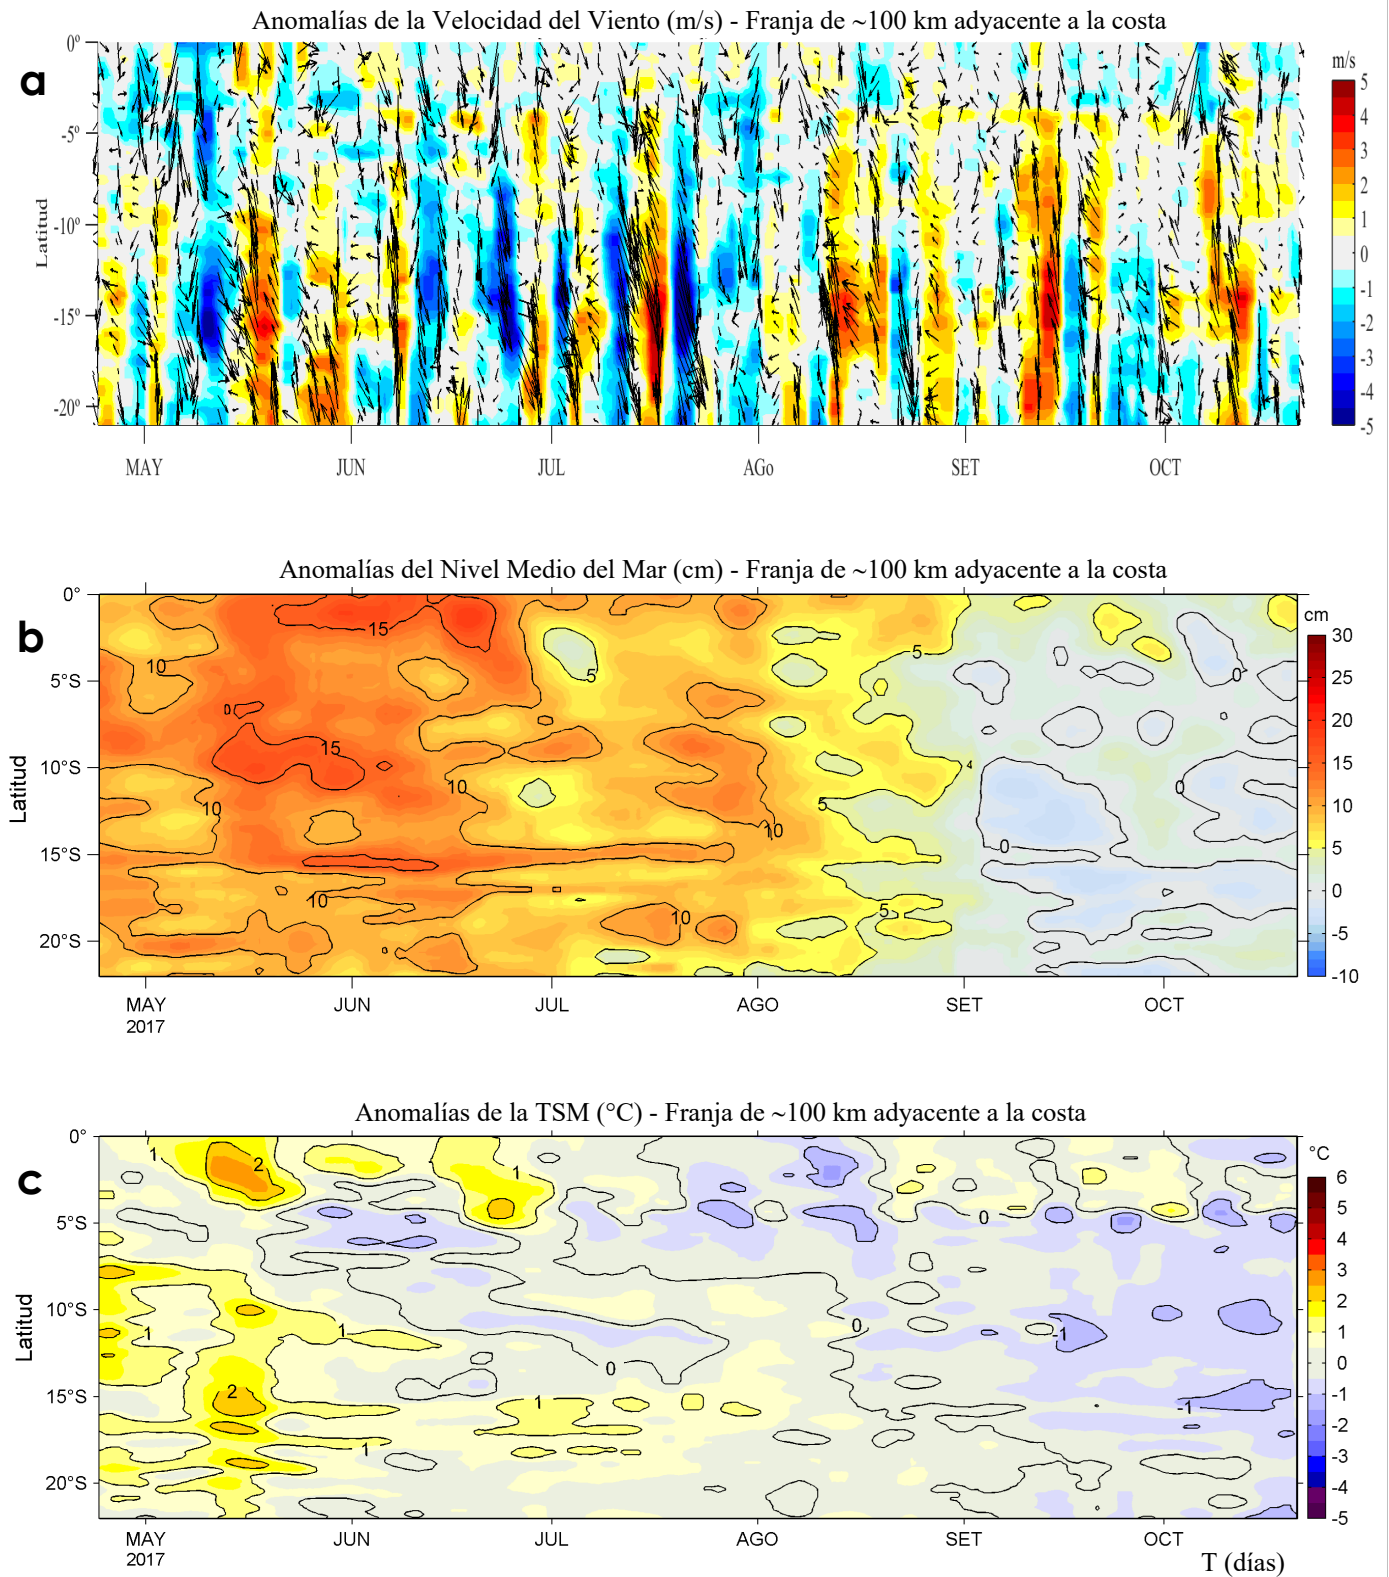 Anomalías de la Velocidad del Viento (m/s) - Franja de ~100 km adyacente a la costa
a
Latitud
0º
-5º
-10º
-15º
-20º
MAY JUN JUL AGo SET OCT
m/s
5
4
3
2
1
0
-1
-2
-3
-4
-5
Anomalías del Nivel Medio del Mar (cm) - Franja de ~100 km adyacente a la costa
b
Latitud
0°
5°S
10°S
15°S
20°S
15
10
5
5
0
15
10
10
10
5
4
0
0
10
10
5
MAY JUN JUL AGO SET OCT
2017
cm
30
25
20
15
10
5
0
-5
-10
Anomalías de la TSM (°C) - Franja de ~100 km adyacente a la costa
c
Latitud
0°
5°S
10°S
15°S
20°S
1
2
1
0
1
1
0
-1
0
2
1
-1
1
MAY JUN JUL AGO SET OCT
2017
T (días)
°C
6
5
4
3
2
1
0
-1
-2
-3
-4
-5